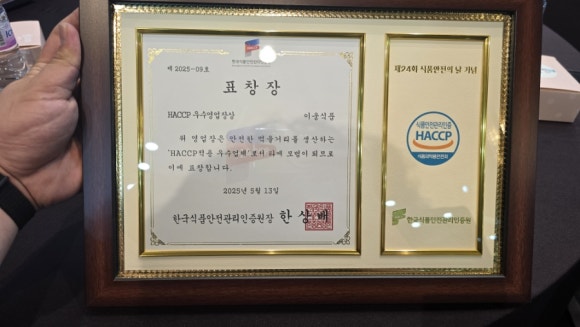 한국식품안전관리인증원
제 2025-09호
표 창 장
HACCP 우수영업장상
이웅식품
위 영업장은 안전한 먹을거리를 생산하는
'HACCP적용 우수업체'로서 타에 모범이 되므로
이에 표창합니다.
2025년 5월 13일
한국식품안전관리인증원장 한 상 배
제24회 식품안전의 날 기념
식품안전관리인증
HACCP
식품의약품안전처
한국식품안전관리인증원